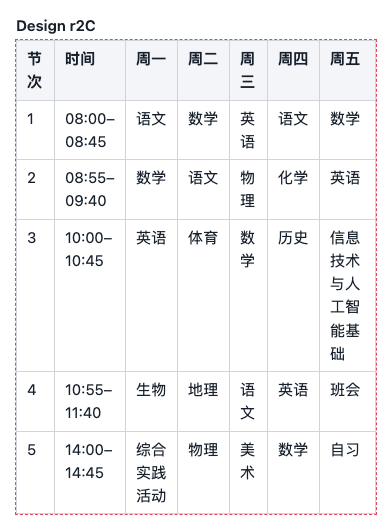 Design r2C
节次 时间 周一 周二 周三 周四 周五
1 08:00–08:45 语文 数学 英语 语文 数学
2 08:55–09:40 数学 语文 物理 化学 英语
3 10:00–10:45 英语 体育 数学 历史 信息技术与人工智能基础
4 10:55–11:40 生物 地理 语文 英语 班会
5 14:00–14:45 综合实践活动 物理 美术 数学 自习